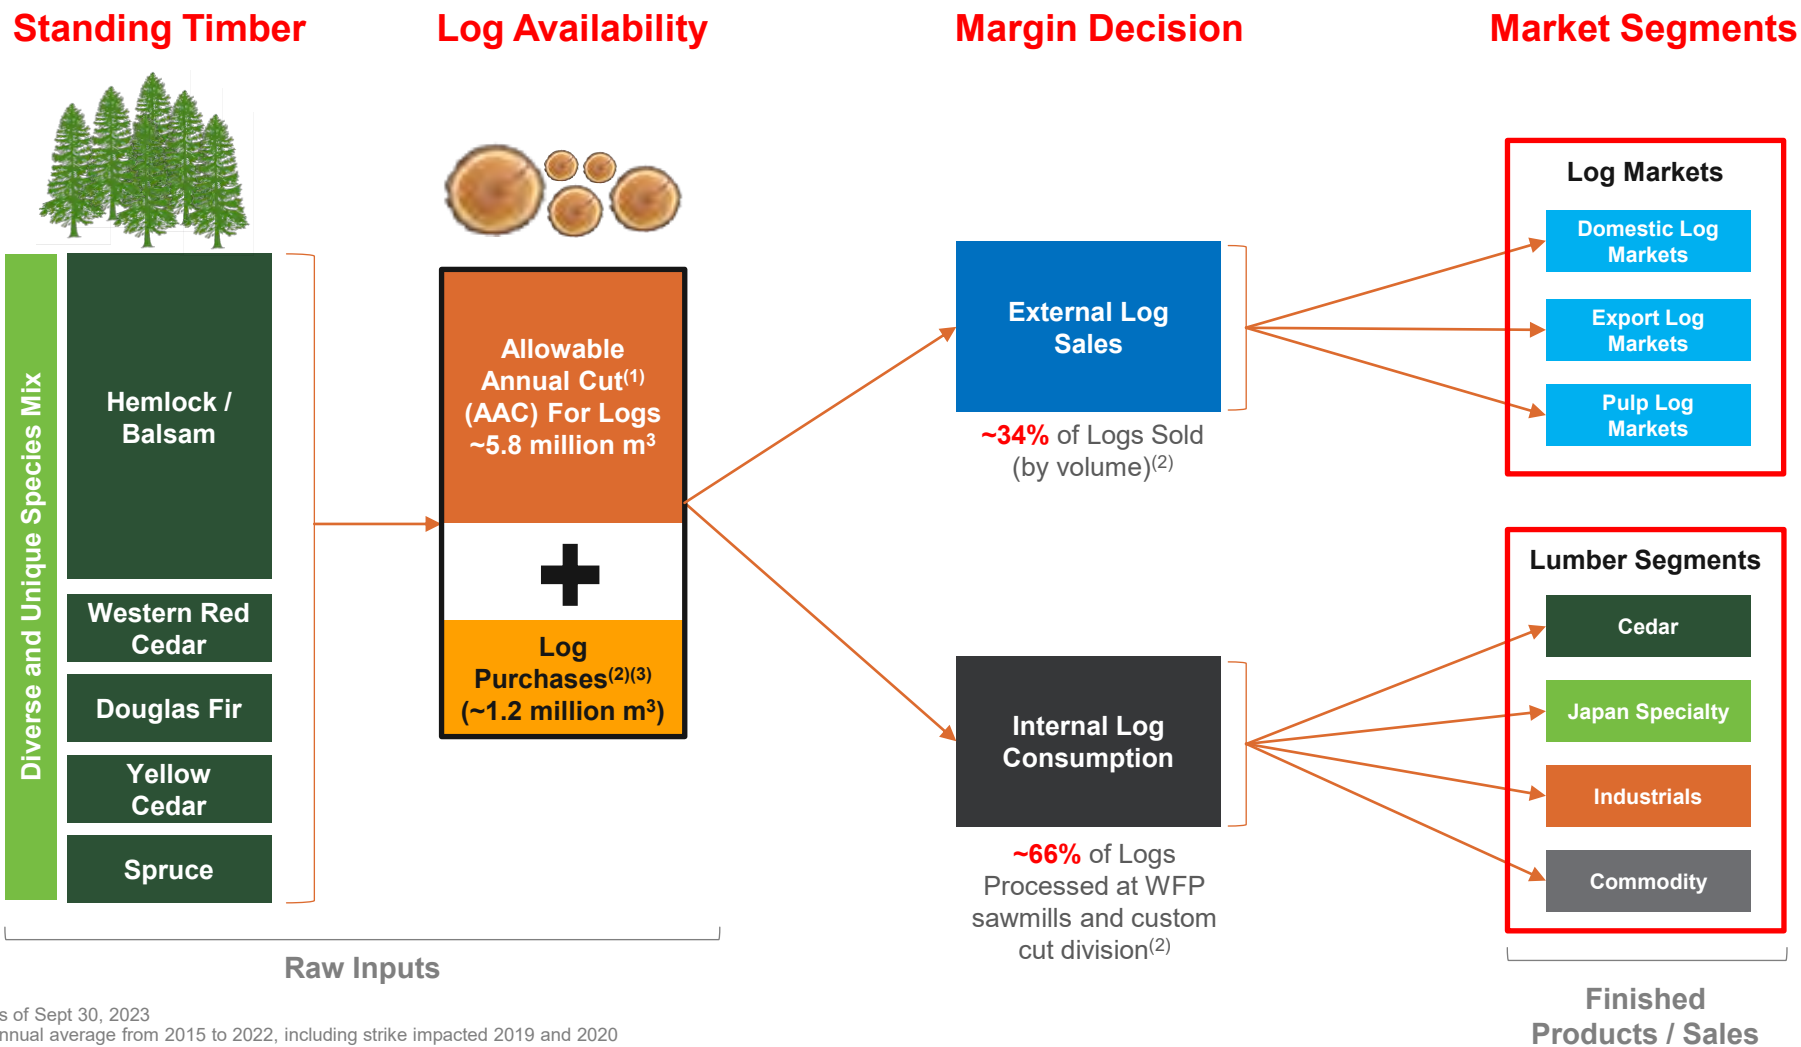 Standing Timber
Log Availability
Margin Decision
Market Segments
Diverse and Unique Species Mix
Hemlock /
Balsam
Western Red
Cedar
Douglas Fir
Yellow
Cedar
Spruce
Allowable
Annual Cut(1)
(AAC) For Logs
~5.8 million m3
Log
Purchases(2)(3)
(~1.2 million m3)
Raw Inputs
External Log
Sales
~34% of Logs Sold
(by volume)(2)
Internal Log
Consumption
~66% of Logs
Processed at WFP
sawmills and custom
cut division(2)
Log Markets
Domestic Log
Markets
Export Log
Markets
Pulp Log
Markets
Lumber Segments
Cedar
Japan Specialty
Industrials
Commodity
Finished
Products / Sales
s of Sept 30, 2023
nnual average from 2015 to 2022, including strike impacted 2019 and 2020